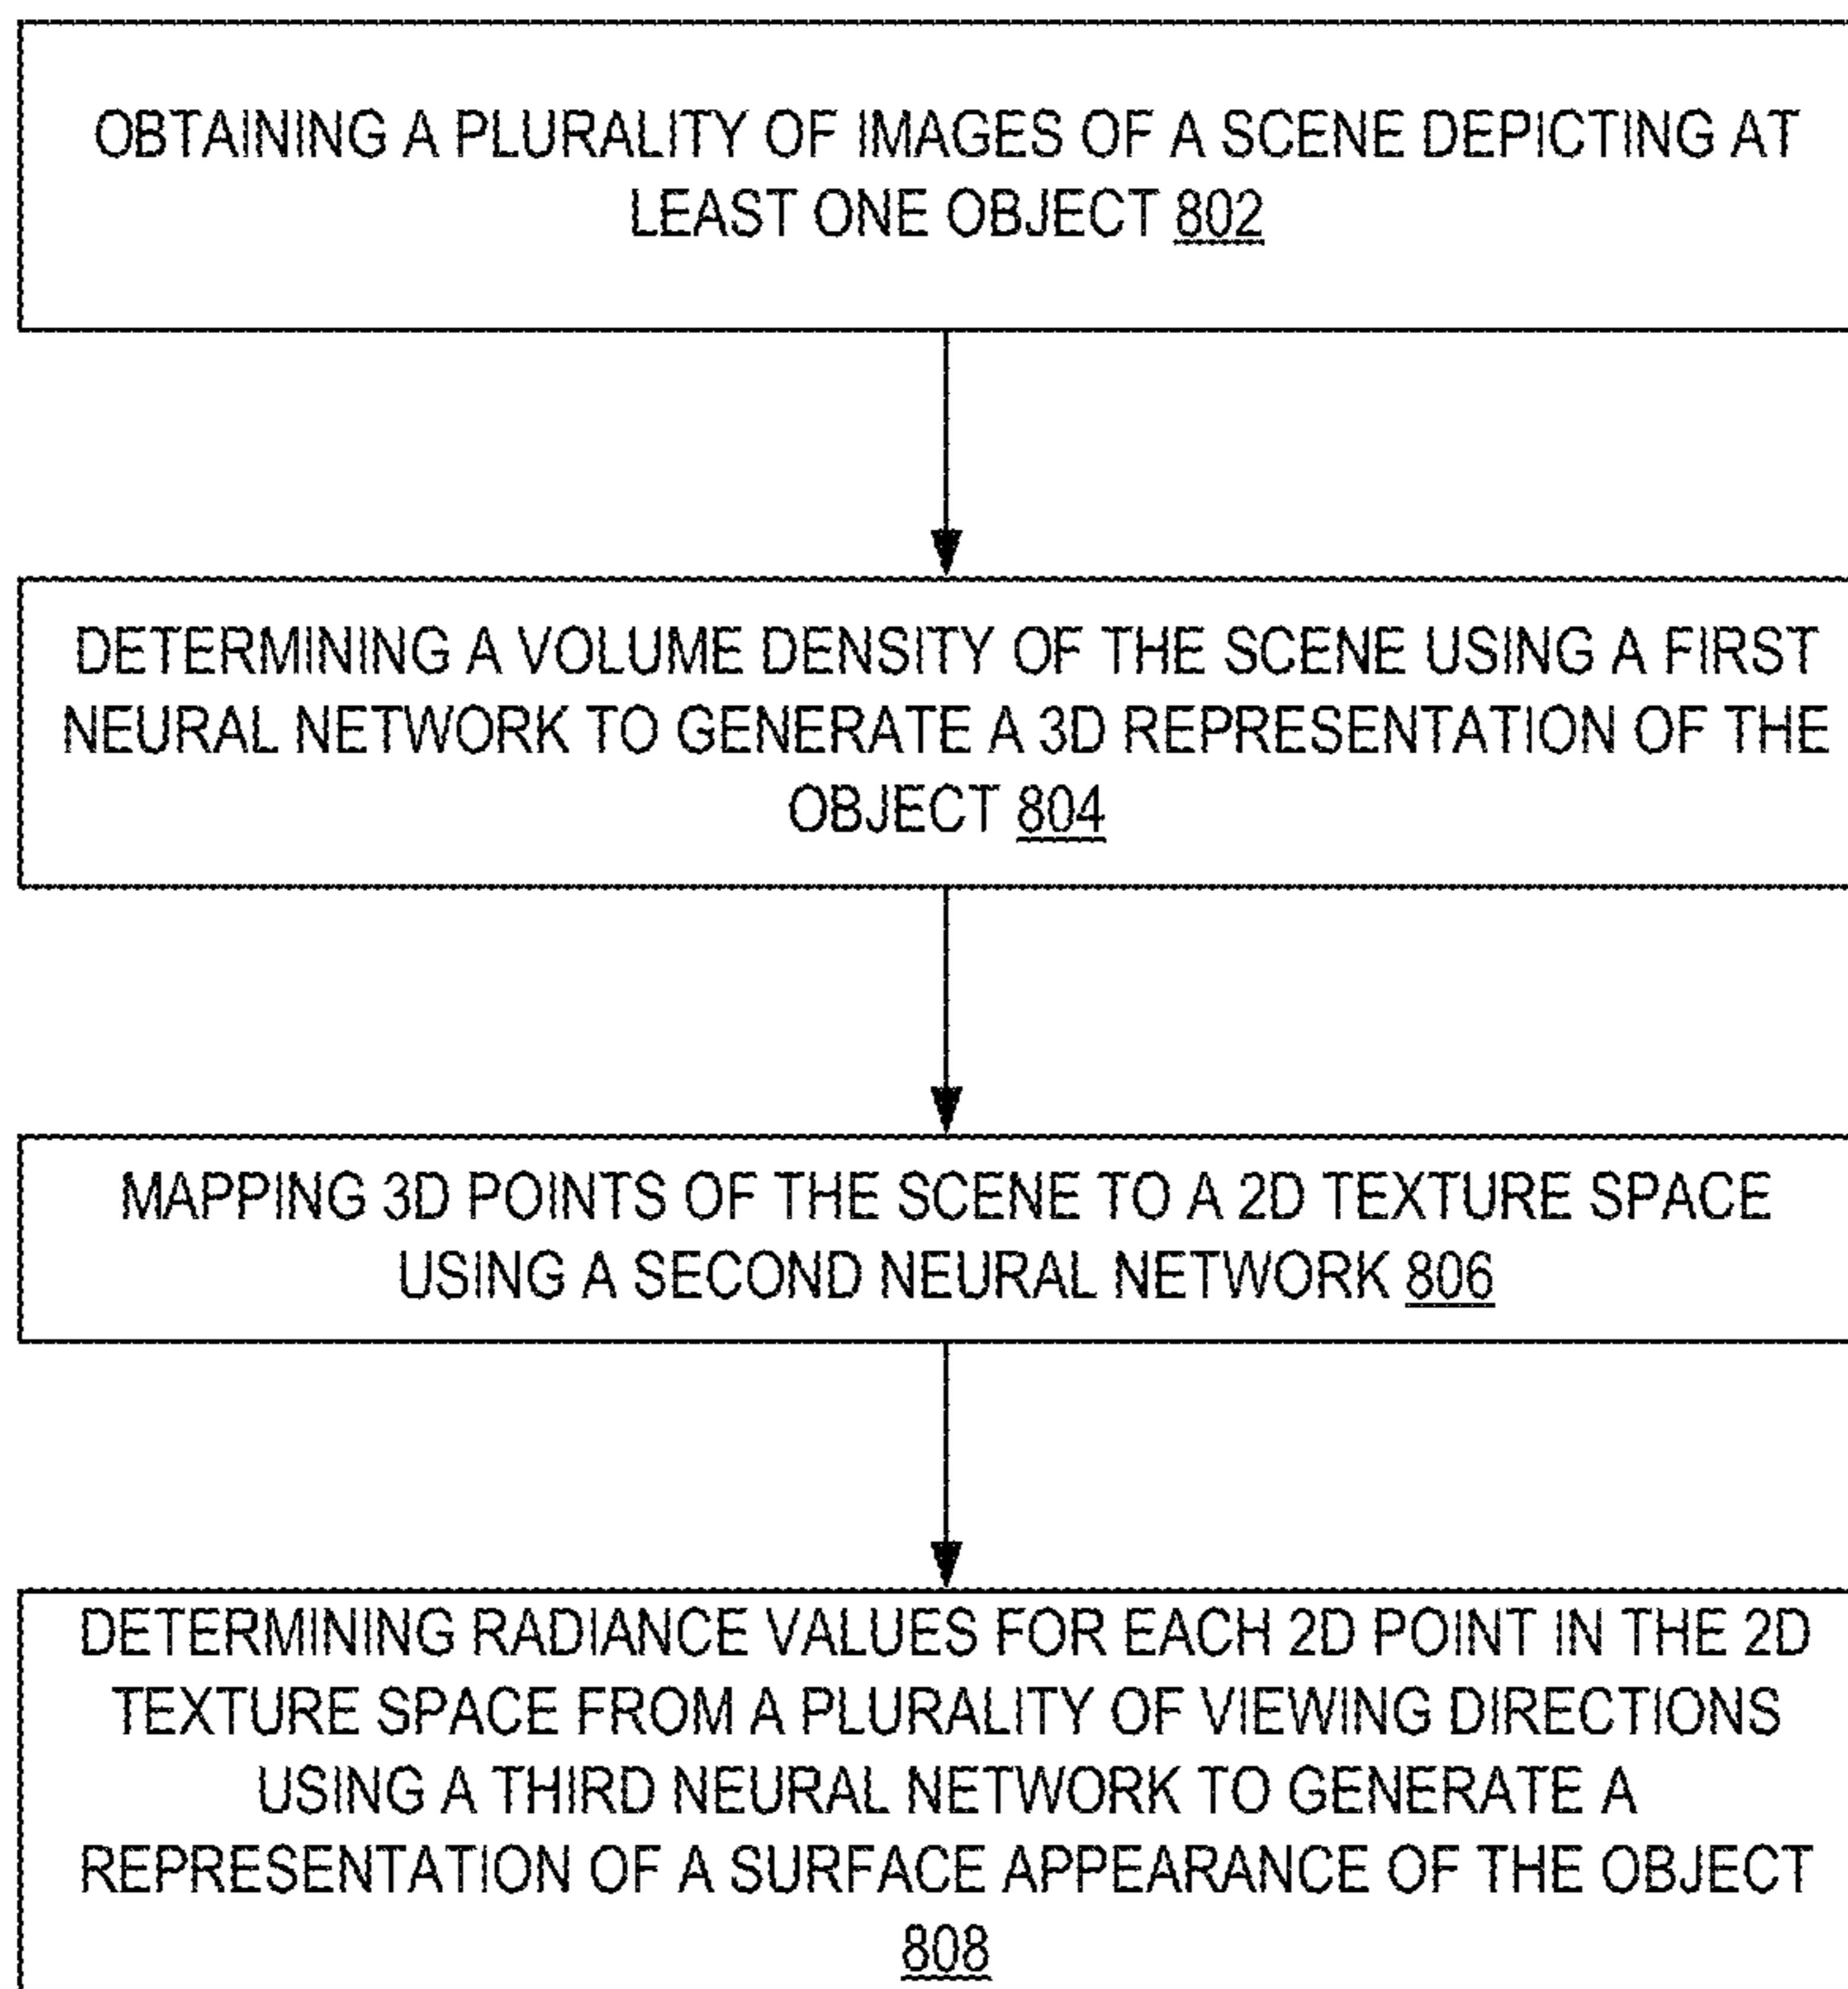 OBTAINING A PLURALITY OF IMAGES OF A SCENE DEPICTING AT
LEAST ONE OBJECT 802
DETERMINING A VOLUME DENSITY OF THE SCENE USING A FIRST
NEURAL NETWORK TO GENERATE A 3D REPRESENTATION OF THE
OBJECT 804
MAPPING 3D POINTS OF THE SCENE TO A 2D TEXTURE SPACE
USING A SECOND NEURAL NETWORK 806
DETERMINING RADIANCE VALUES FOR EACH 2D POINT IN THE 2D
TEXTURE SPACE FROM A PLURALITY OF VIEWING DIRECTIONS
USING A THIRD NEURAL NETWORK TO GENERATE A
REPRESENTATION OF A SURFACE APPEARANCE OF THE OBJECT
808